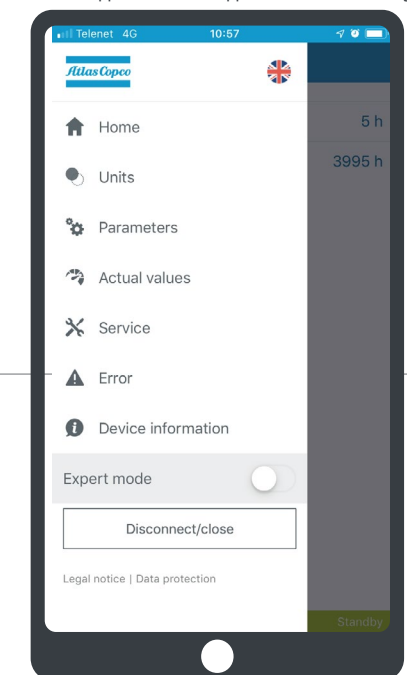 Telenet 4G 10:57
Atlas Copco
Home
5 h
Units
3995 h
Parameters
Actual values
Service
Error
Device information
Expert mode
Disconnect/close
Legal notice | Data protection
Standby